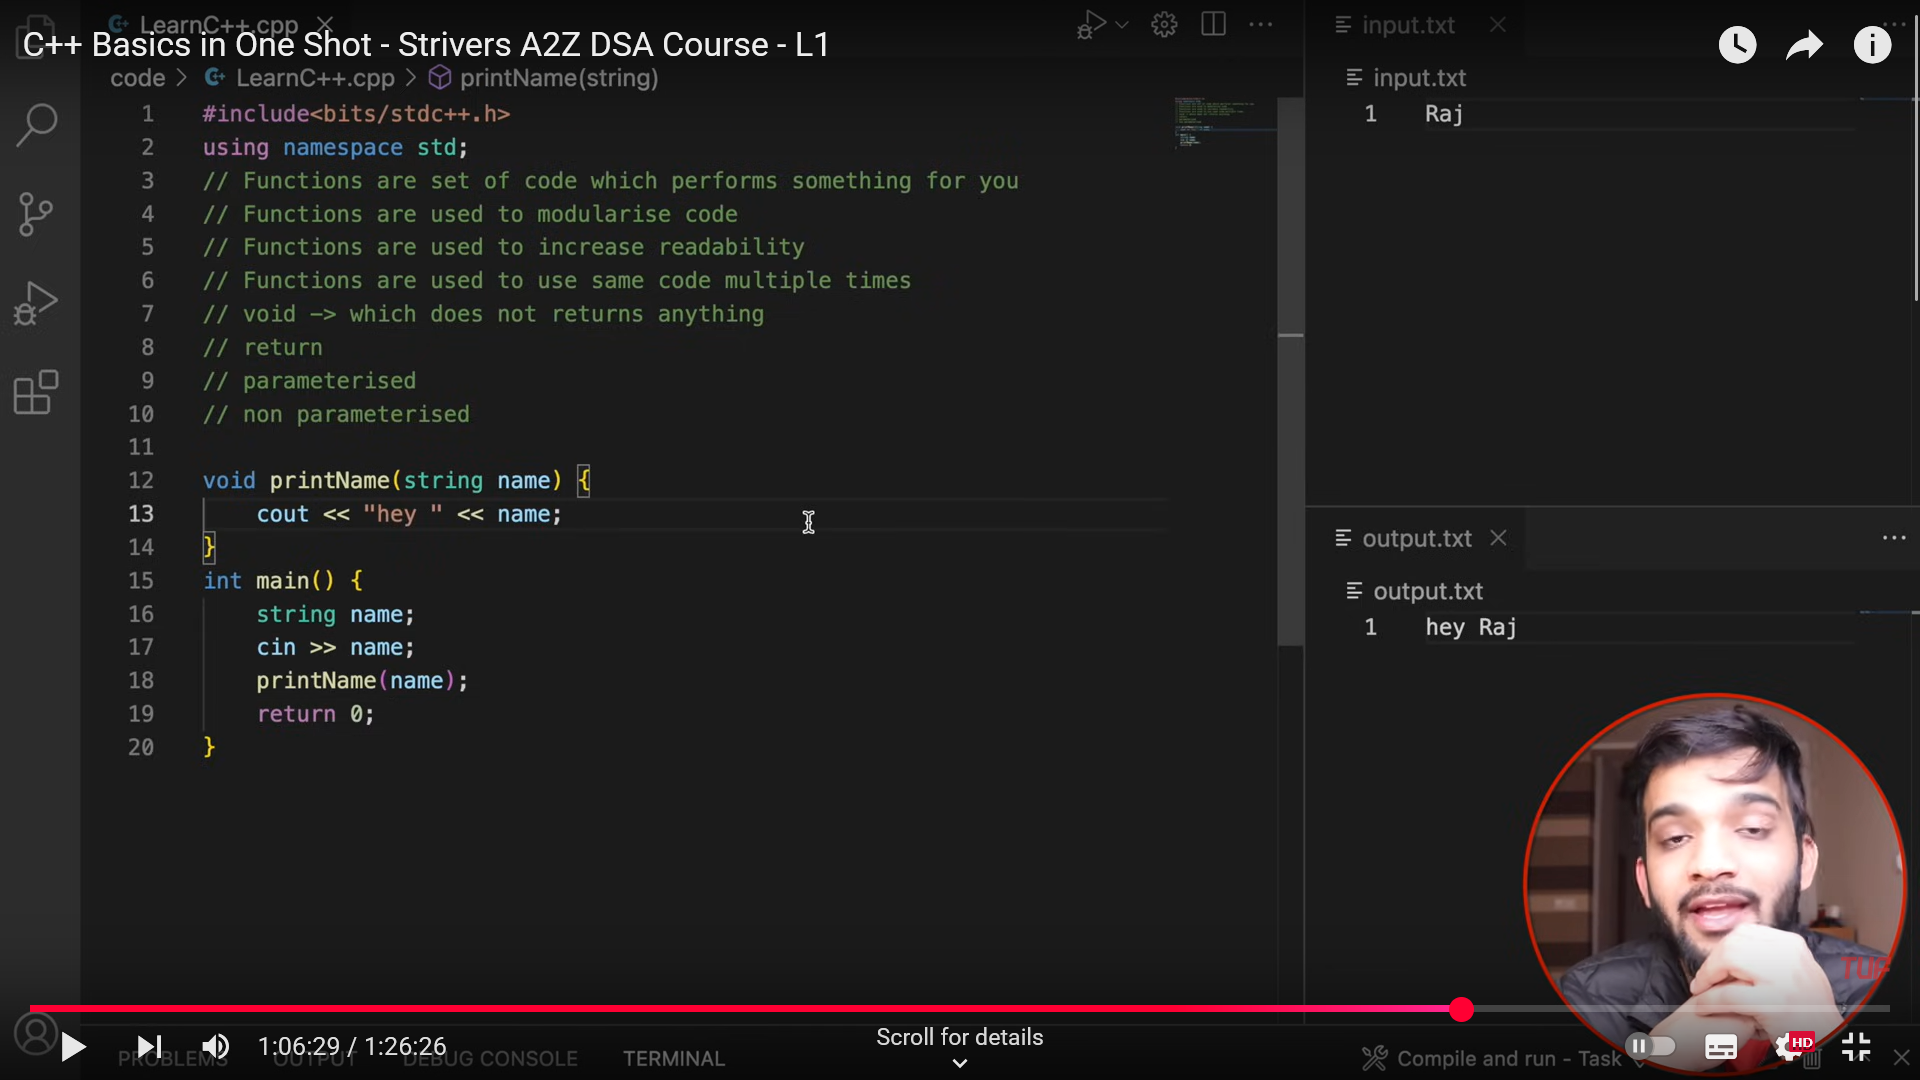 LearnC++.cpp
C++ Basics in One Shot - Strivers A2Z DSA Course - L1
code > LearnC++.cpp > printName(string)
1 #include<bits/stdc++.h>
2 using namespace std;
3 // Functions are set of code which performs something for you
4 // Functions are used to modularise code
5 // Functions are used to increase readability
6 // Functions are used to use same code multiple times
7 // void -> which does not returns anything
8 // return
9 // parameterised
10 // non parameterised
11
12 void printName(string name) {
13 cout << "hey " << name;
14 }
15 int main() {
16 string name;
17 cin >> name;
18 printName(name);
19 return 0;
20 }
input.txt
input.txt
1 Raj
output.txt
output.txt
1 hey Raj
TUF
1:06:29 / 1:26:26
Scroll for details
HD
PROBLEMS OUTPUT DEBUG CONSOLE TERMINAL
Compile and run - Task